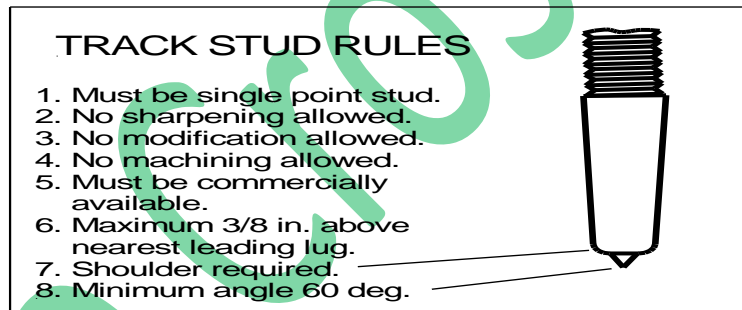 TRACK STUD RULES
1. Must be single point stud.
2. No sharpening allowed.
3. No modification allowed.
4. No machining allowed.
5. Must be commercially
available.
6. Maximum 3/8 in. above
nearest leading lug.
7. Shoulder required.
8. Minimum angle 60 deg.